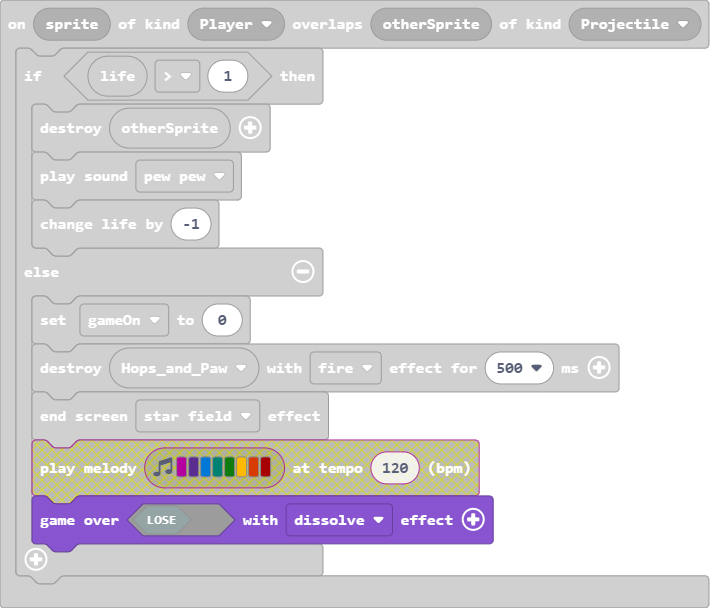 on sprite of kind Player overlaps otherSprite of kind Projectile
if life > 1 then
destroy otherSprite
play sound pew pew
change life by -1
else
set gameOn to 0
destroy Hops_and_Paw with fire effect for 500 ms
end screen star field effect
play melody at tempo 120 (bpm)
game over LOSE with dissolve effect